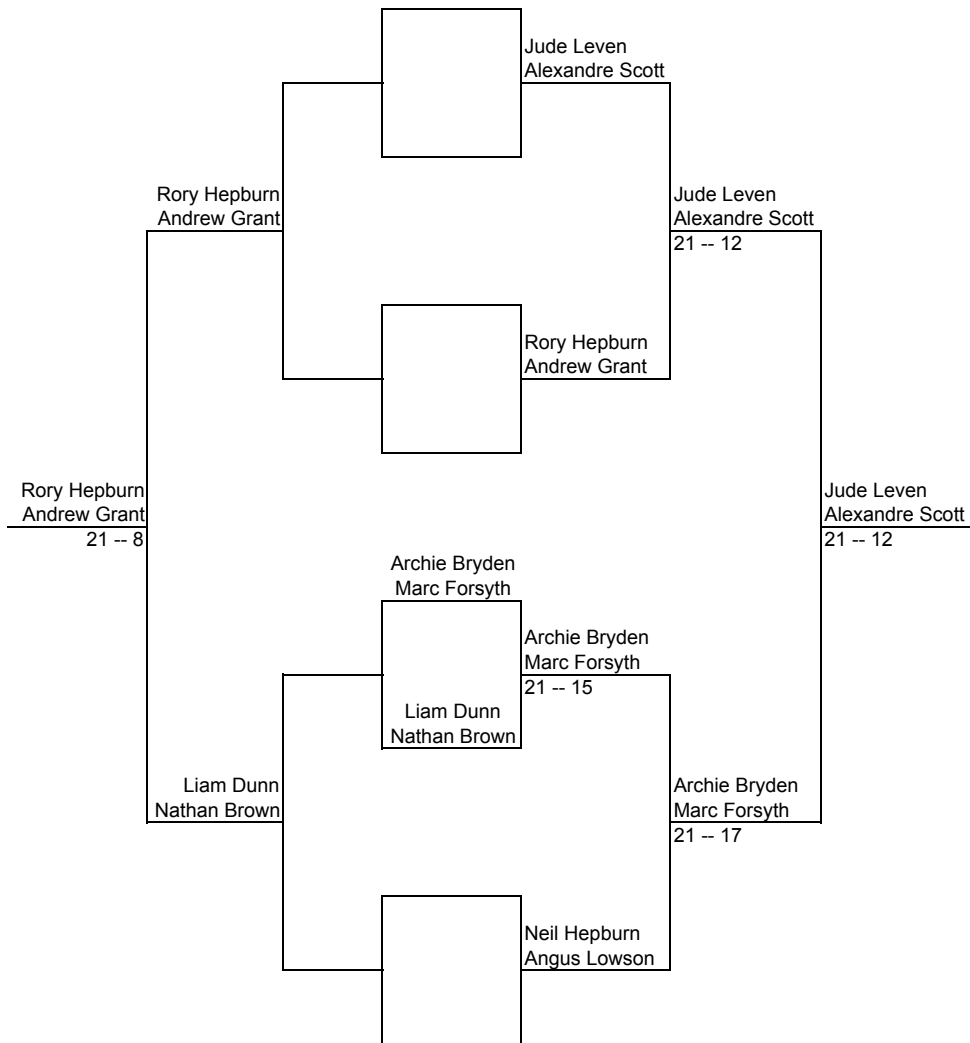 Jude Leven
Alexandre Scott
Rory Hepburn
Andrew Grant
Jude Leven
Alexandre Scott
21 -- 12
Rory Hepburn
Andrew Grant
Rory Hepburn
Andrew Grant
21 -- 8
Jude Leven
Alexandre Scott
21 -- 12
Archie Bryden
Marc Forsyth
Archie Bryden
Marc Forsyth
21 -- 15
Liam Dunn
Nathan Brown
Liam Dunn
Nathan Brown
Archie Bryden
Marc Forsyth
21 -- 17
Neil Hepburn
Angus Lowson